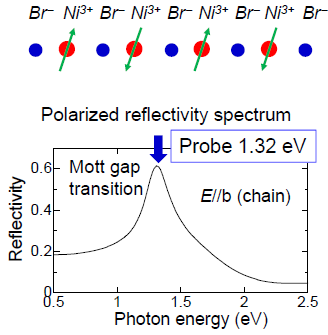 Br⁻ Ni³⁺ Br⁻ Ni³⁺ Br⁻ Ni³⁺ Br⁻ Ni³⁺ Br⁻
Polarized reflectivity spectrum
Probe 1.32 eV
Mott gap
transition
E//b (chain)
Reflectivity
0.6
0.4
0.2
0
0.5 1 1.5 2 2.5
Photon energy (eV)